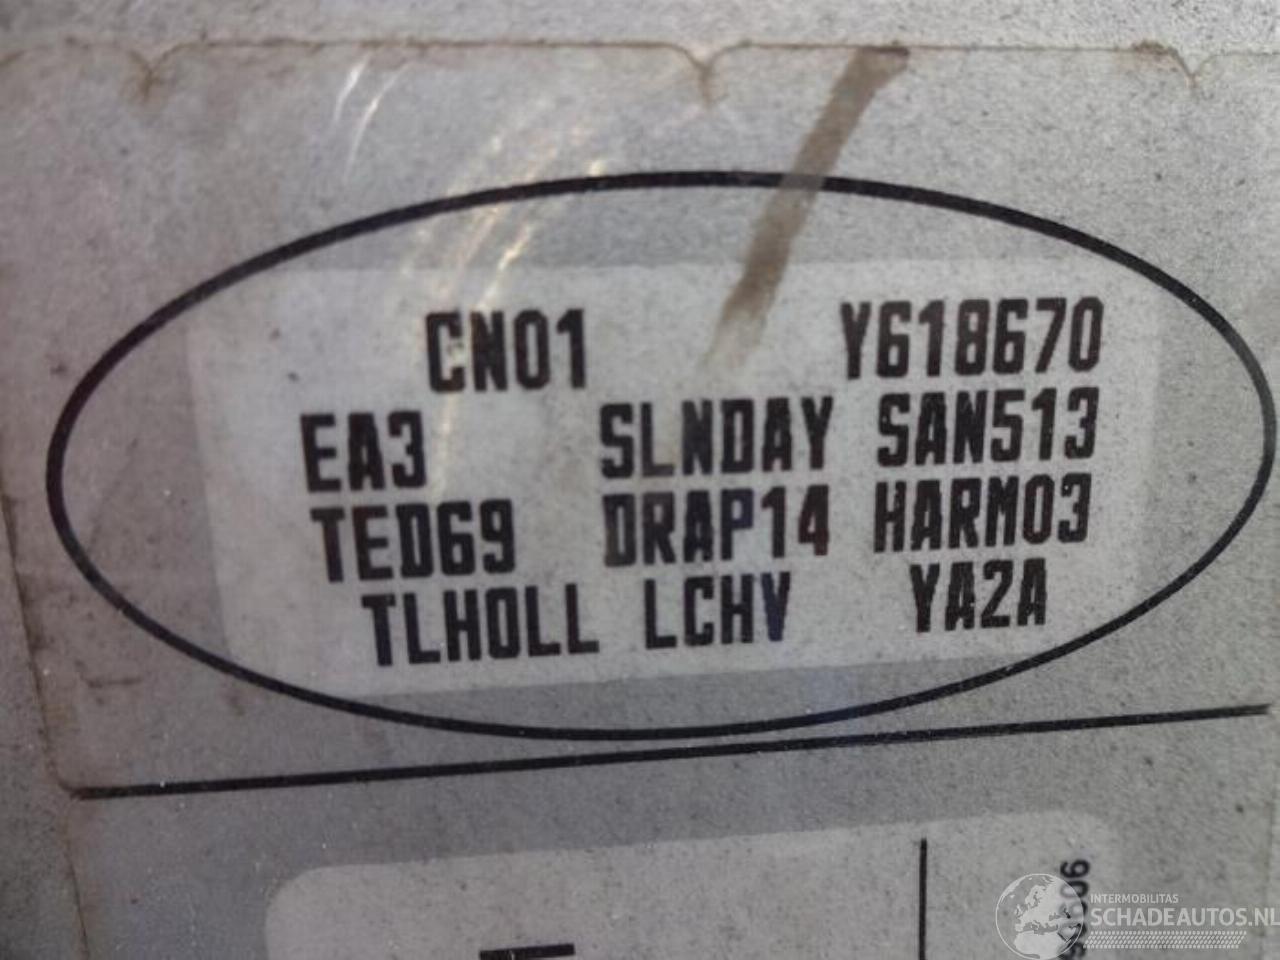 CN01 Y618670
EA3 SLNDAY SAN513
TED69 DRAP14 HARM03
TLHOLL LCHV YA2A
INTERMOBILITAS
SCHADEAUTOS.NL